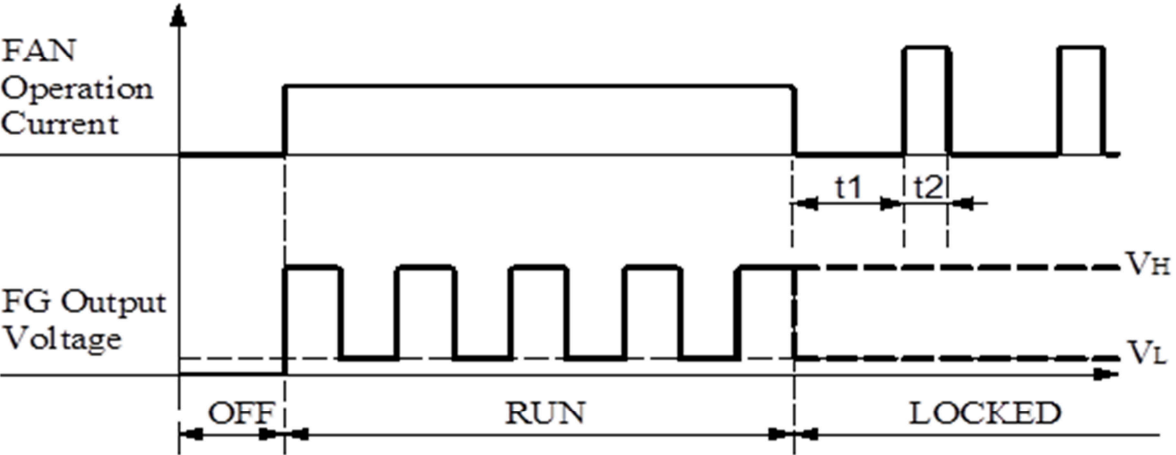 FAN
Operation
Current
t1
t2
VH
FG Output
Voltage
VL
OFF
RUN
LOCKED